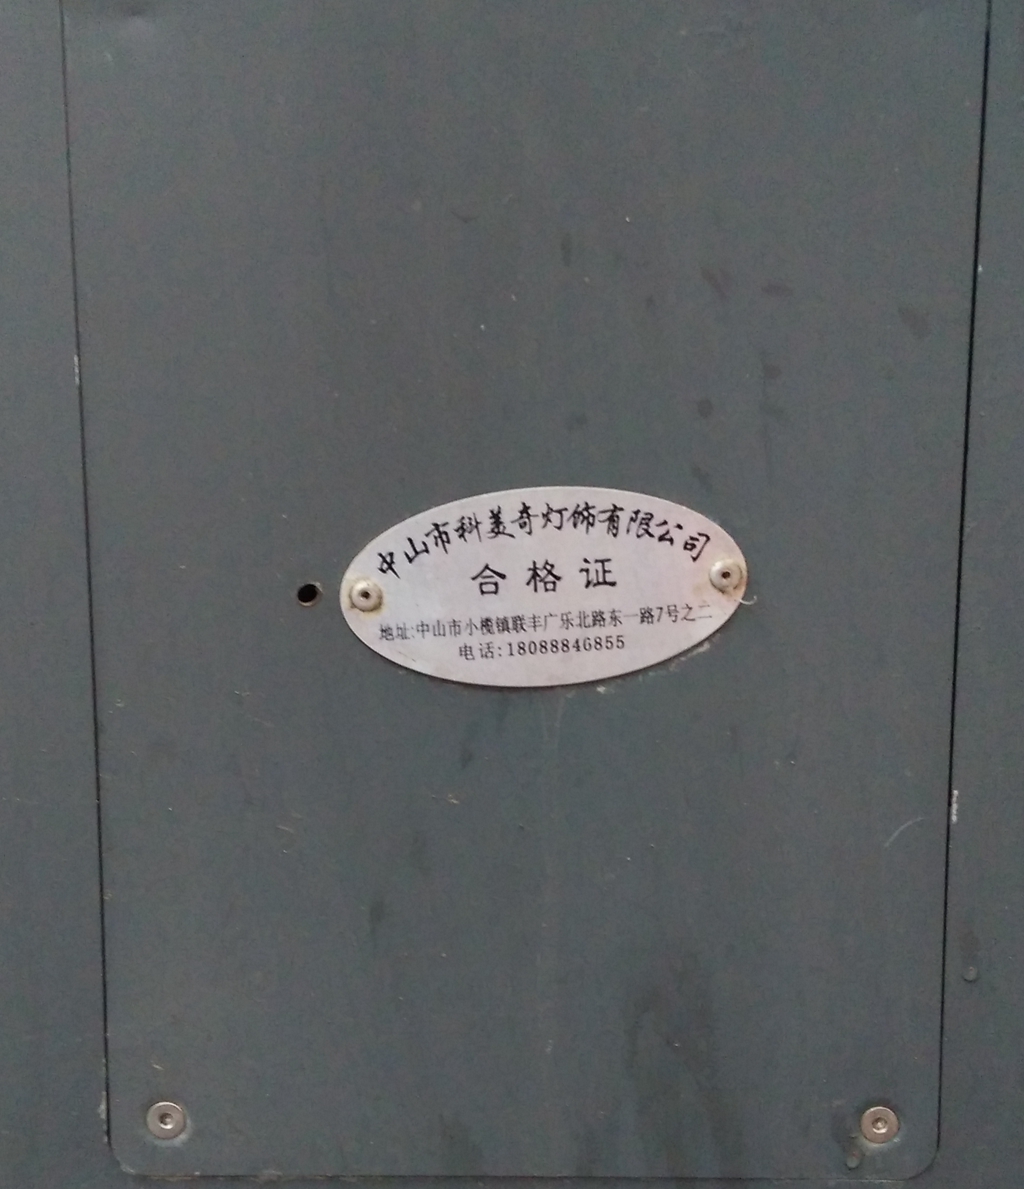 中山市科美奇灯饰有限公司
合格证
地址:中山市小榄镇联丰广乐北路东一路7号之二
电话:18088846855